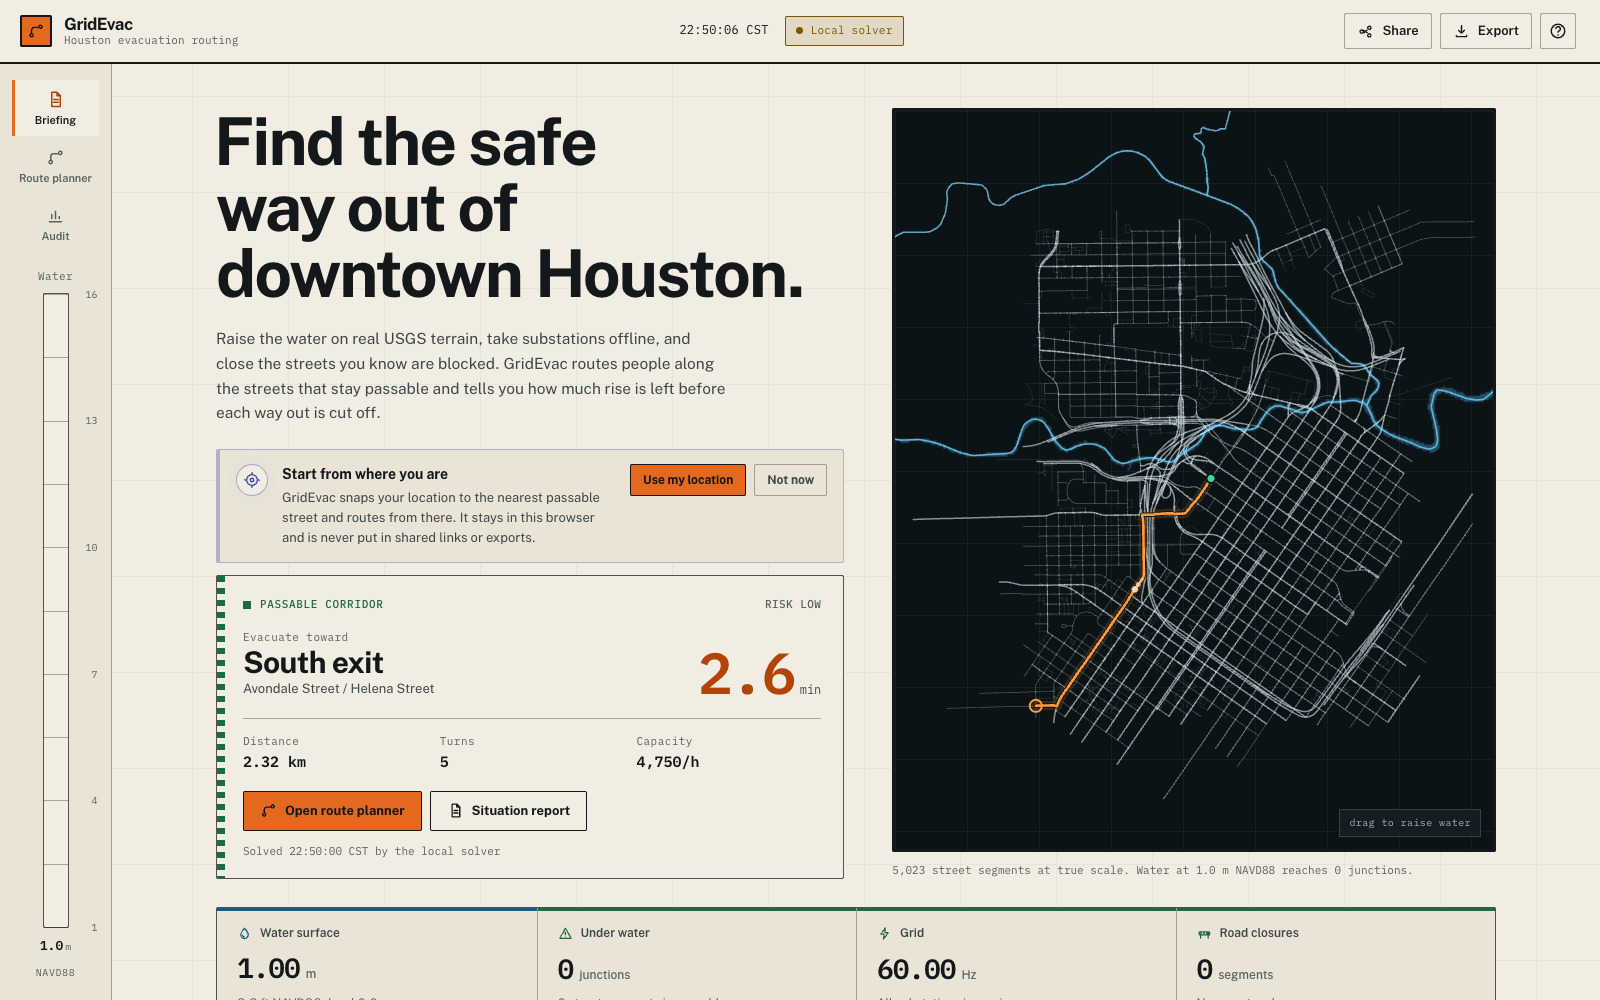 GridEvac
Houston evacuation routing
22:50:06 CST
Local solver
Share
Export
Briefing
Route planner
Audit
Water
16
13
10
7
4
1
1.0 m
NAVD88
Find the safe
way out of
downtown Houston.
Raise the water on real USGS terrain, take substations offline, and
close the streets you know are blocked. GridEvac routes people along
the streets that stay passable and tells you how much rise is left before
each way out is cut off.
Start from where you are
GridEvac snaps your location to the nearest passable
street and routes from there. It stays in this browser
and is never put in shared links or exports.
Use my location
Not now
PASSABLE CORRIDOR
RISK LOW
Evacuate toward
South exit
Avondale Street / Helena Street
2.6 min
Distance
2.32 km
Turns
5
Capacity
4,750/h
Open route planner
Situation report
Solved 22:50:00 CST by the local solver
drag to raise water
5,023 street segments at true scale. Water at 1.0 m NAVD88 reaches 0 junctions.
Water surface
1.00 m
Under water
0 junctions
Grid
60.00 Hz
Road closures
0 segments